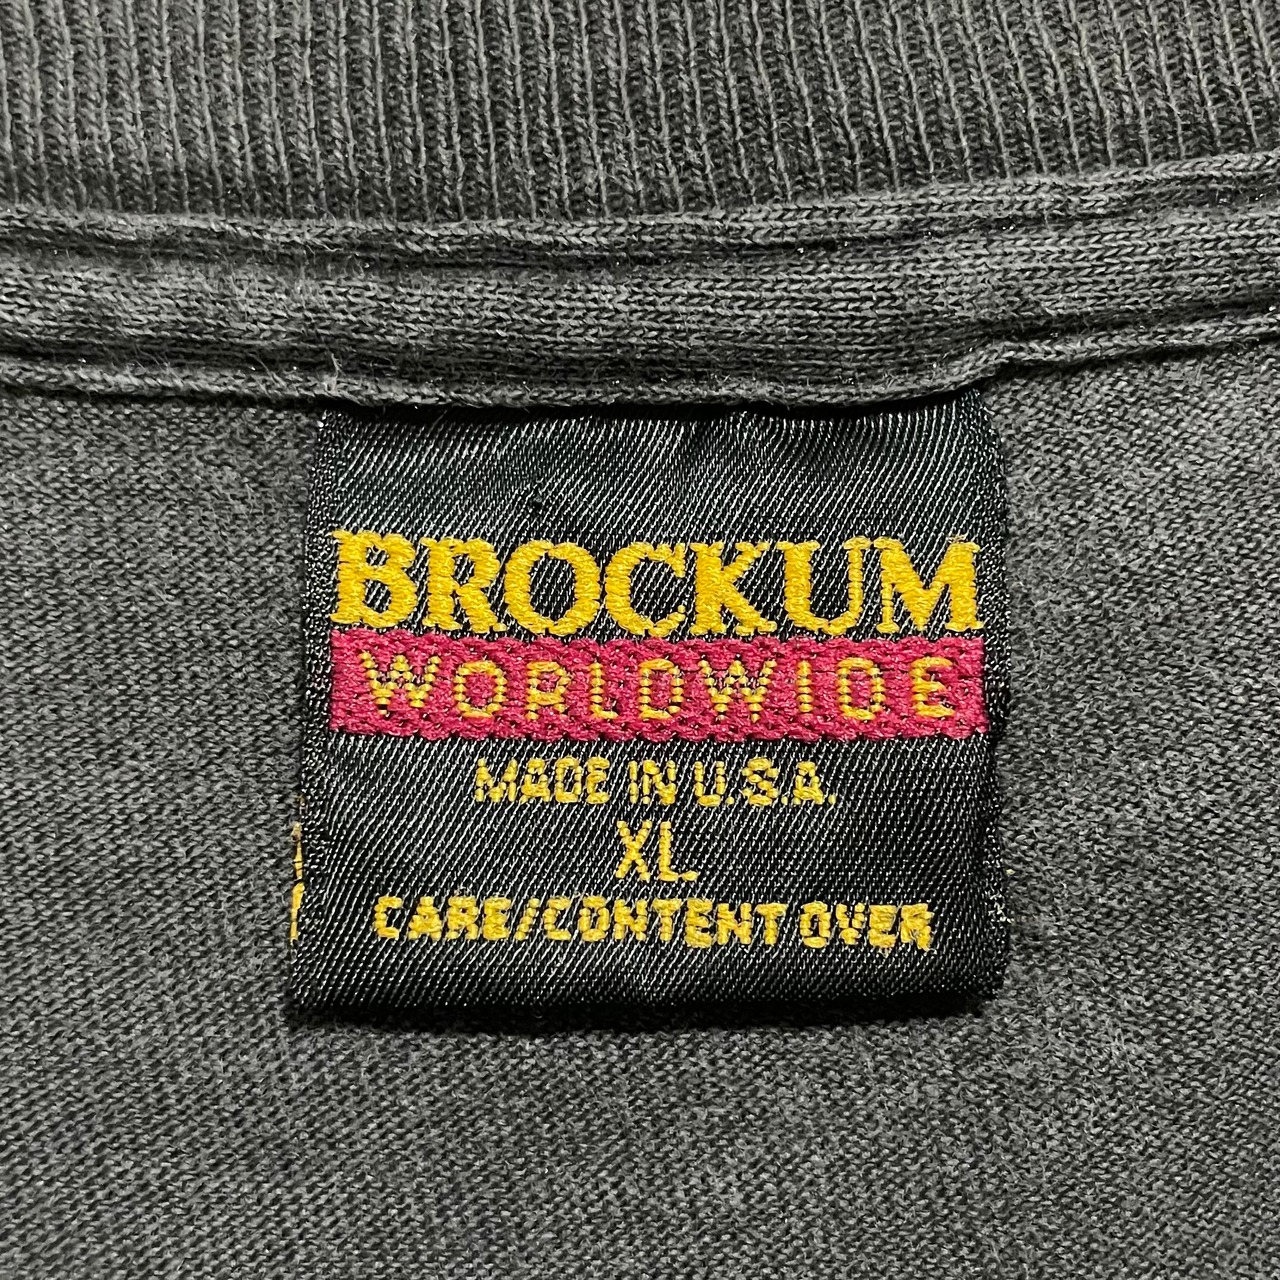 BROCKUM
WORLDWIDE
MADE IN U.S.A.
XL
CARE/CONTENT OVER